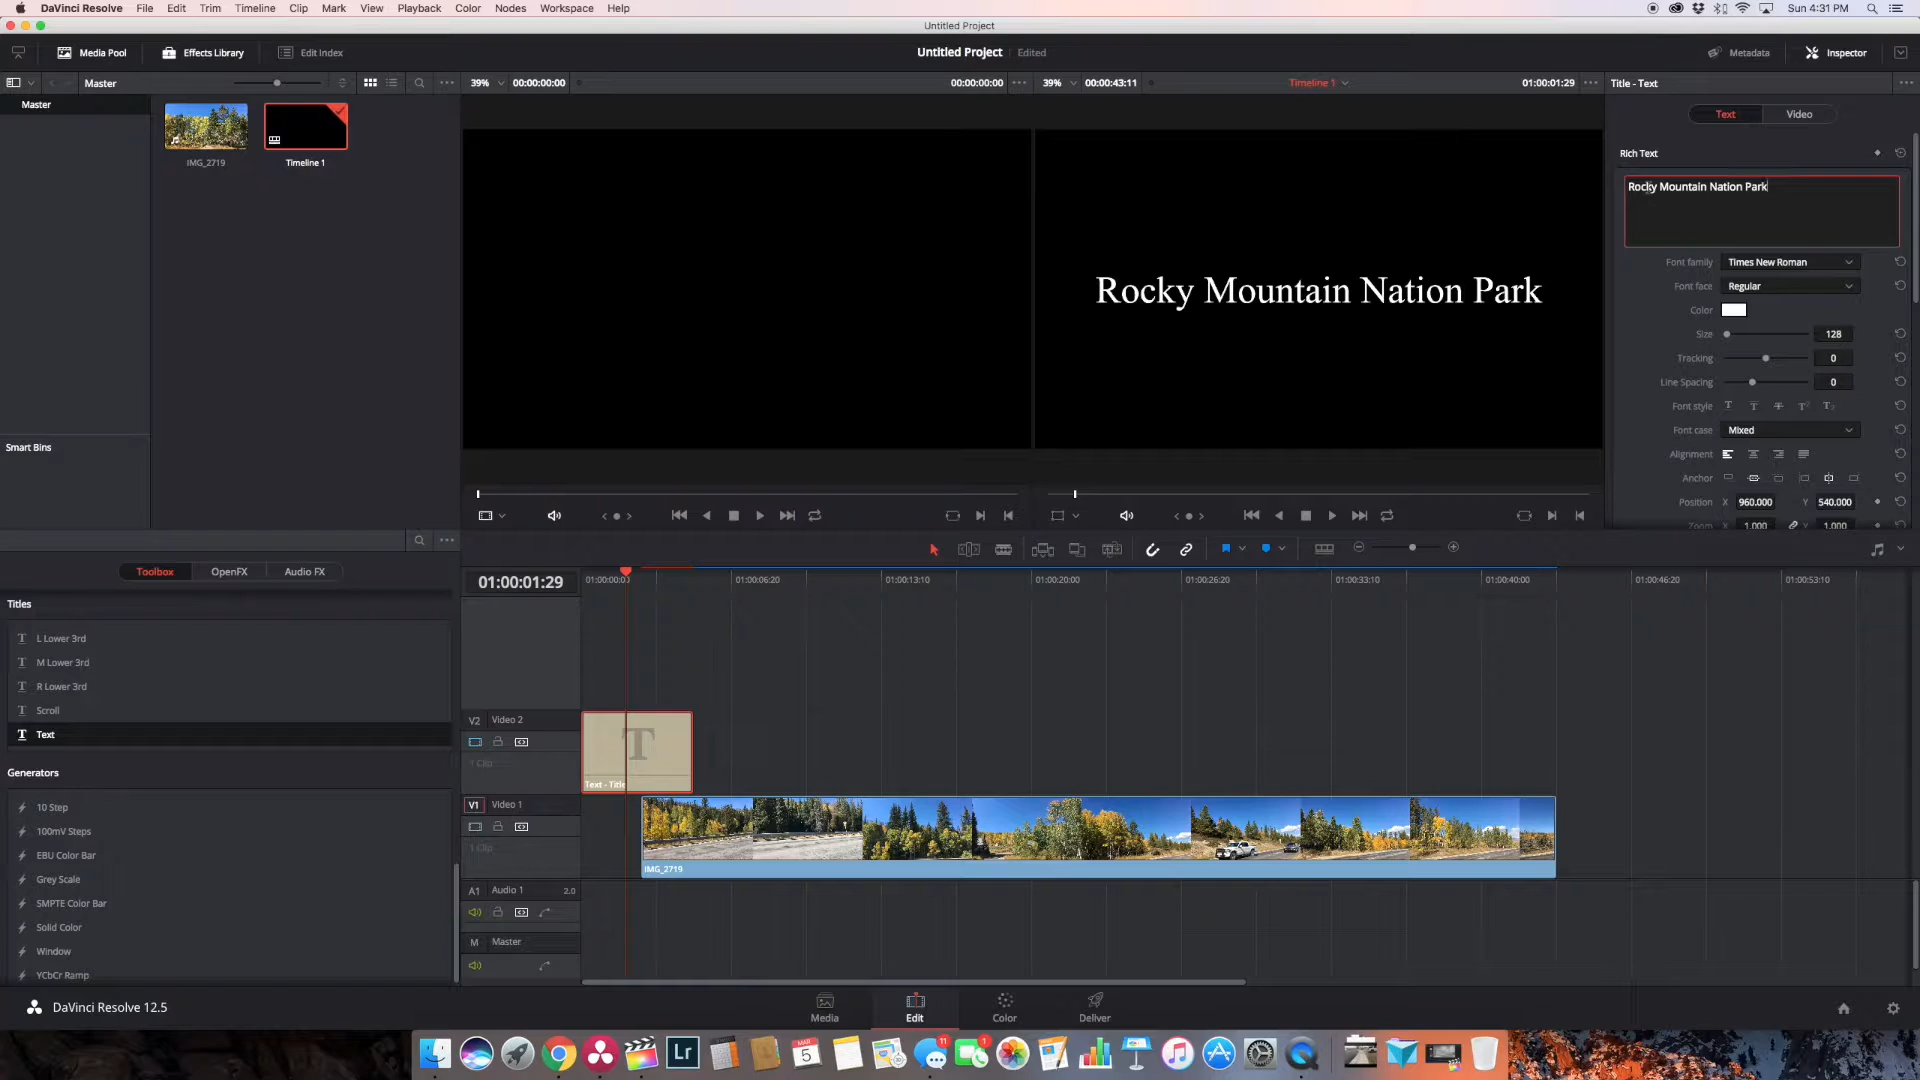 DaVinci Resolve File Edit Trim Timeline Clip Mark View Playback Color Nodes Workspace Help Sun 4:31 PM
Untitled Project
Media Pool Effects Library Edit Index Untitled Project Edited Metadata Inspector
Master 39% 00:00:00:00 00:00:00:00 39% 00:00:43:11 Timeline 1 01:00:01:29 Title - Text
Master
IMG_2719 Timeline 1
Text Video
Rich Text
Rocky Mountain Nation Park
Rocky Mountain Nation Park
Font family Times New Roman
Font face Regular
Color
Size 128
Tracking 0
Line Spacing 0
Font style T T T T T
Font case Mixed
Alignment
Anchor
Position X 960.000 Y 540.000
Zoom X 1.000 Y 1.000
Smart Bins
Toolbox OpenFX Audio FX
Titles
T L Lower 3rd
T M Lower 3rd
T R Lower 3rd
T Scroll
T Text
Generators
10 Step
100mV Steps
EBU Color Bar
Grey Scale
SMPTE Color Bar
Solid Color
Window
YCbCr Ramp
01:00:01:29 01:00:06:20 01:00:13:10 01:00:20:00 01:00:26:20 01:00:33:10 01:00:40:00 01:00:46:20 01:00:53:10
V2 Video 2
1 Clip
T
Text - Title
V1 Video 1
1 Clip
IMG_2719
A1 Audio 1 2.0
M Master
DaVinci Resolve 12.5
Media Edit Color Deliver
Lr MAR 5 11 1